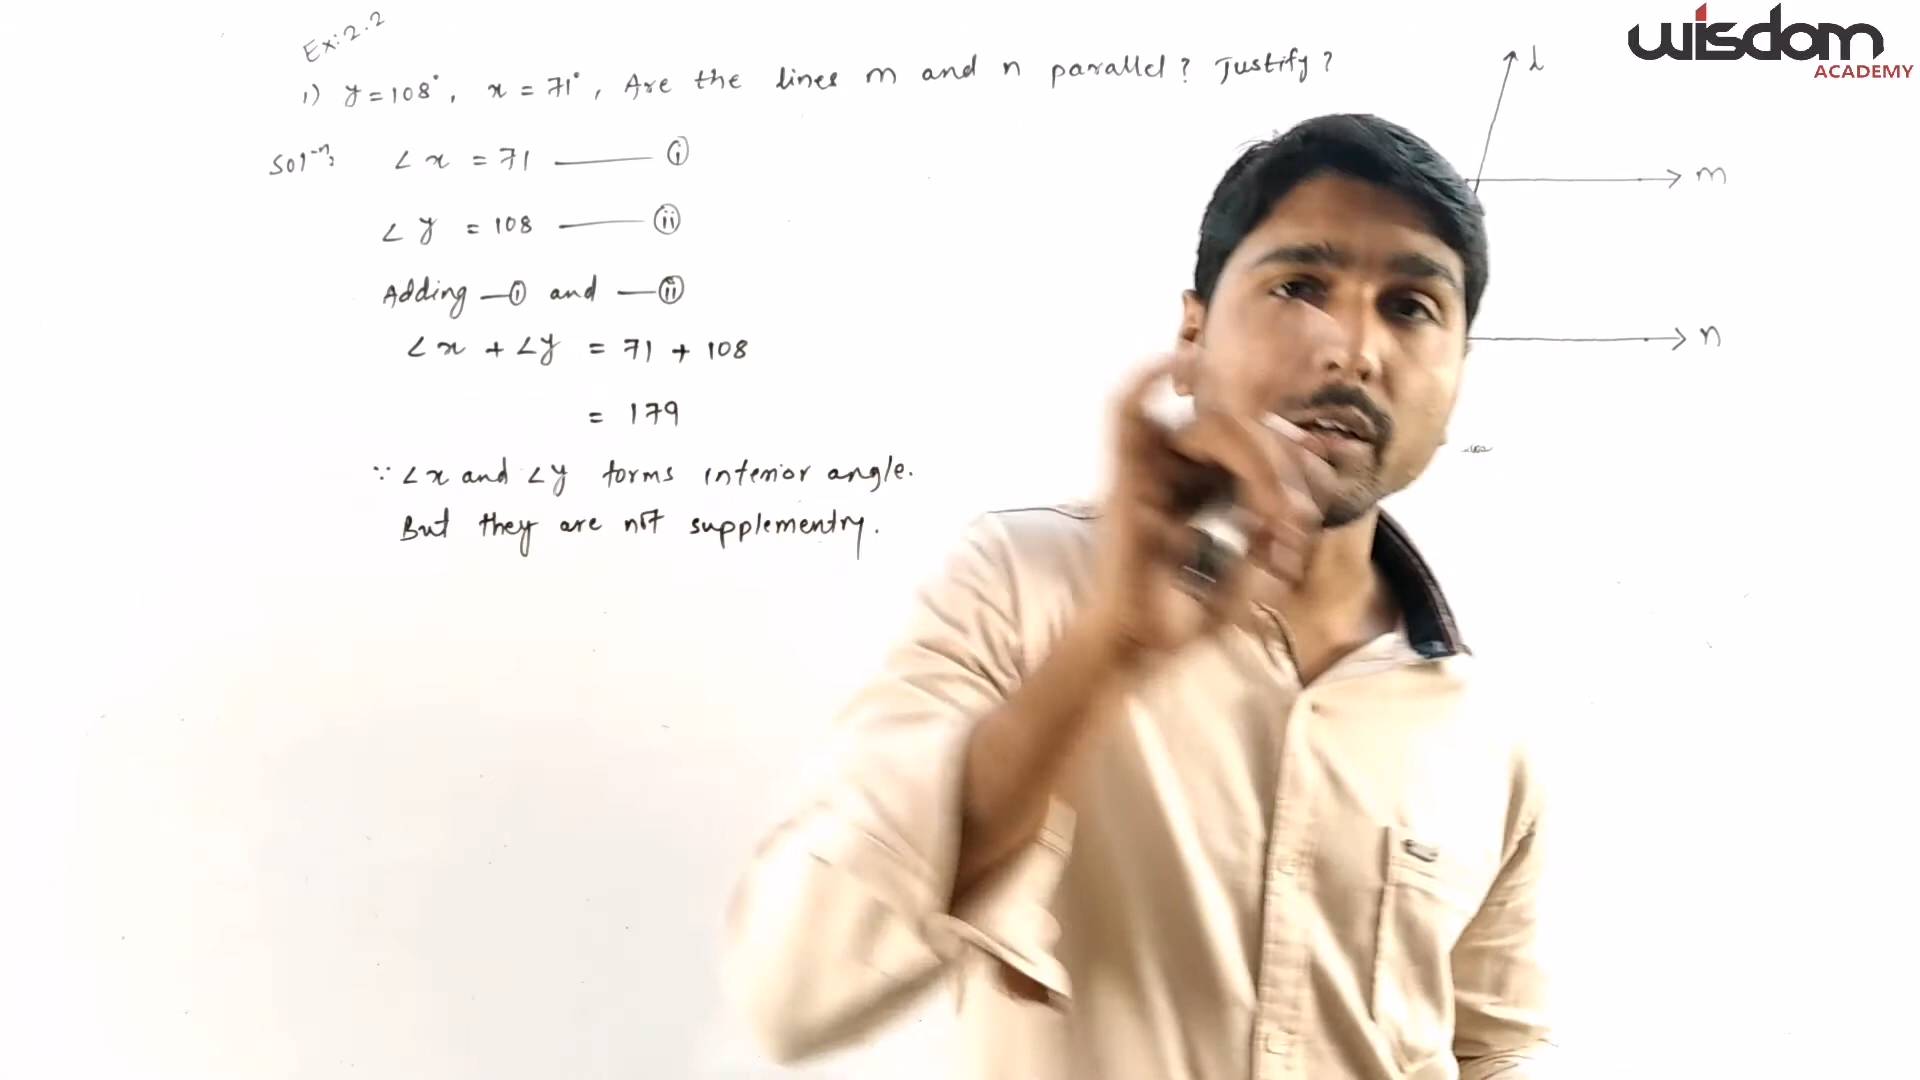 Ex: 2.2
1) y = 108°, x = 71°, Are the lines m and n parallel? Justify?
Sol-n:
∠x = 71 —— (i)
∠y = 108 —— (ii)
Adding —(i) and —(ii)
∠x + ∠y = 71 + 108
= 179
∵ ∠x and ∠y forms interior angle.
But they are not supplementry.
l
m
n
wisdom
ACADEMY